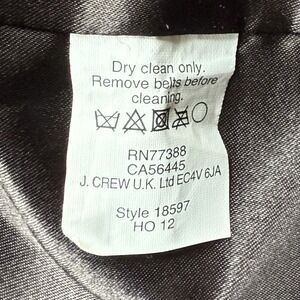 Dry clean only.
Remove belts before
cleaning.
RN77388
CA56445
J. CREW U.K. Ltd EC4V 6JA
Style 18597
HO 12